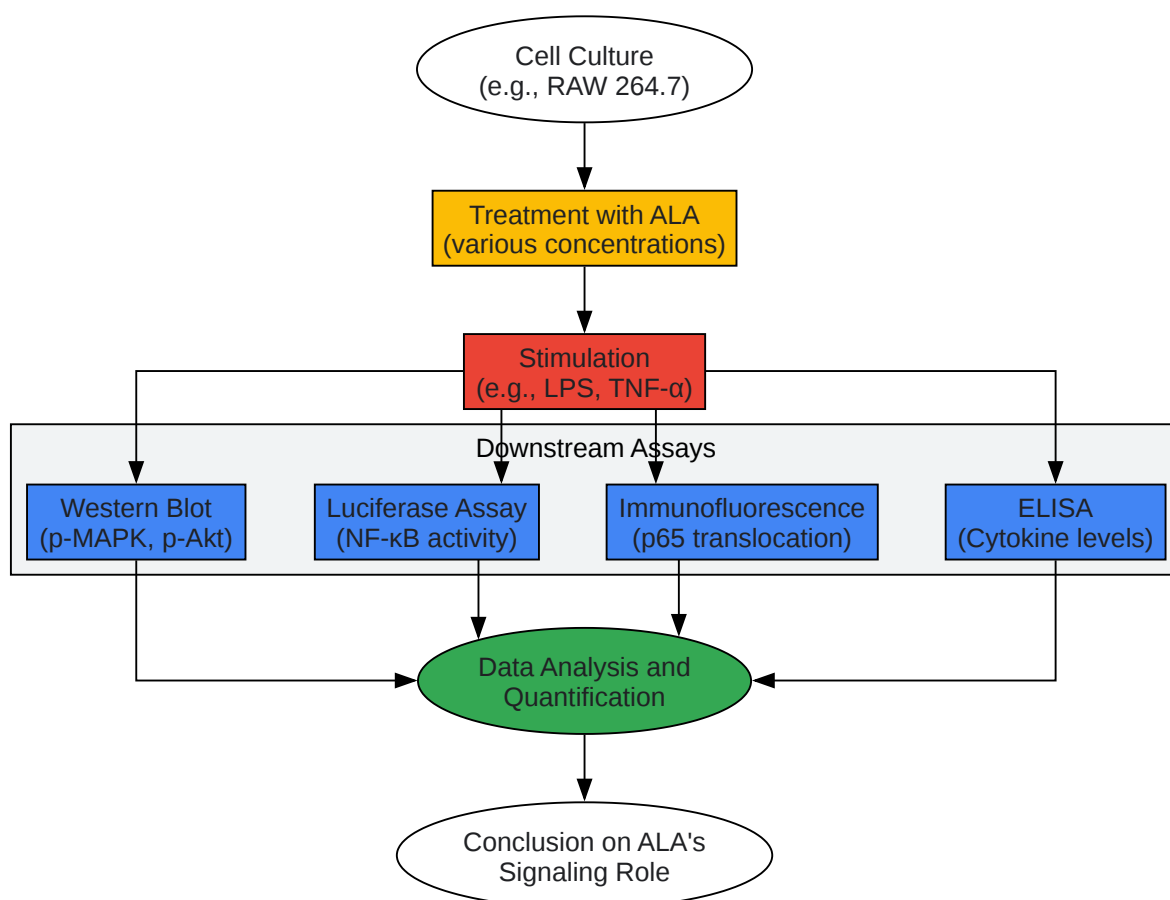 Cell Culture
(e.g., RAW 264.7)
Treatment with ALA
(various concentrations)
Stimulation
(e.g., LPS, TNF-α)
Downstream Assays
Western Blot
(p-MAPK, p-Akt)
Luciferase Assay
(NF-κB activity)
Immunofluorescence
(p65 translocation)
ELISA
(Cytokine levels)
Data Analysis and
Quantification
Conclusion on ALA's
Signaling Role